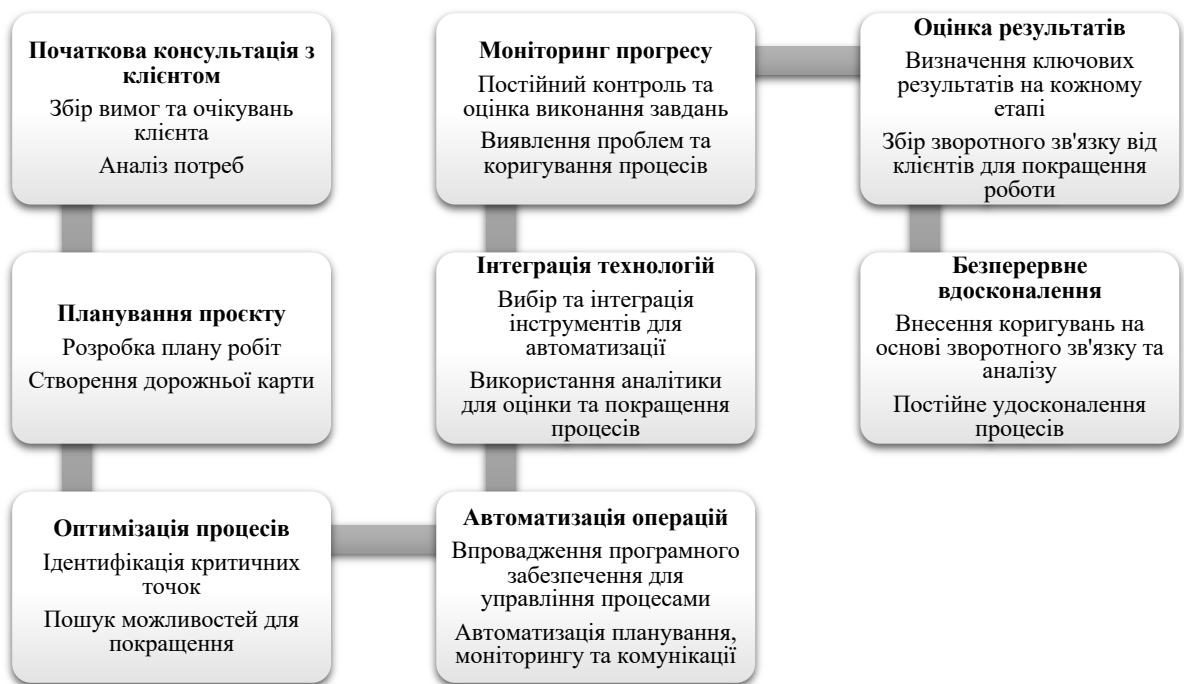 Початкова консультація з
клієнтом
Збір вимог та очікувань
клієнта
Аналіз потреб
Планування проєкту
Розробка плану робіт
Створення дорожньої карти
Оптимізація процесів
Ідентифікація критичних
точок
Пошук можливостей для
покращення
Автоматизація операцій
Впровадження програмного
забезпечення для
управління процесами
Автоматизація планування,
моніторингу та комунікації
Інтеграція технологій
Вибір та інтеграція
інструментів для
автоматизації
Використання аналітики
для оцінки та покращення
процесів
Моніторинг прогресу
Постійний контроль та
оцінка виконання завдань
Виявлення проблем та
коригування процесів
Оцінка результатів
Визначення ключових
результатів на кожному
етапі
Збір зворотного зв'язку від
клієнтів для покращення
роботи
Безперервне
вдосконалення
Внесення коригувань на
основі зворотного зв'язку та
аналізу
Постійне удосконалення
процесів